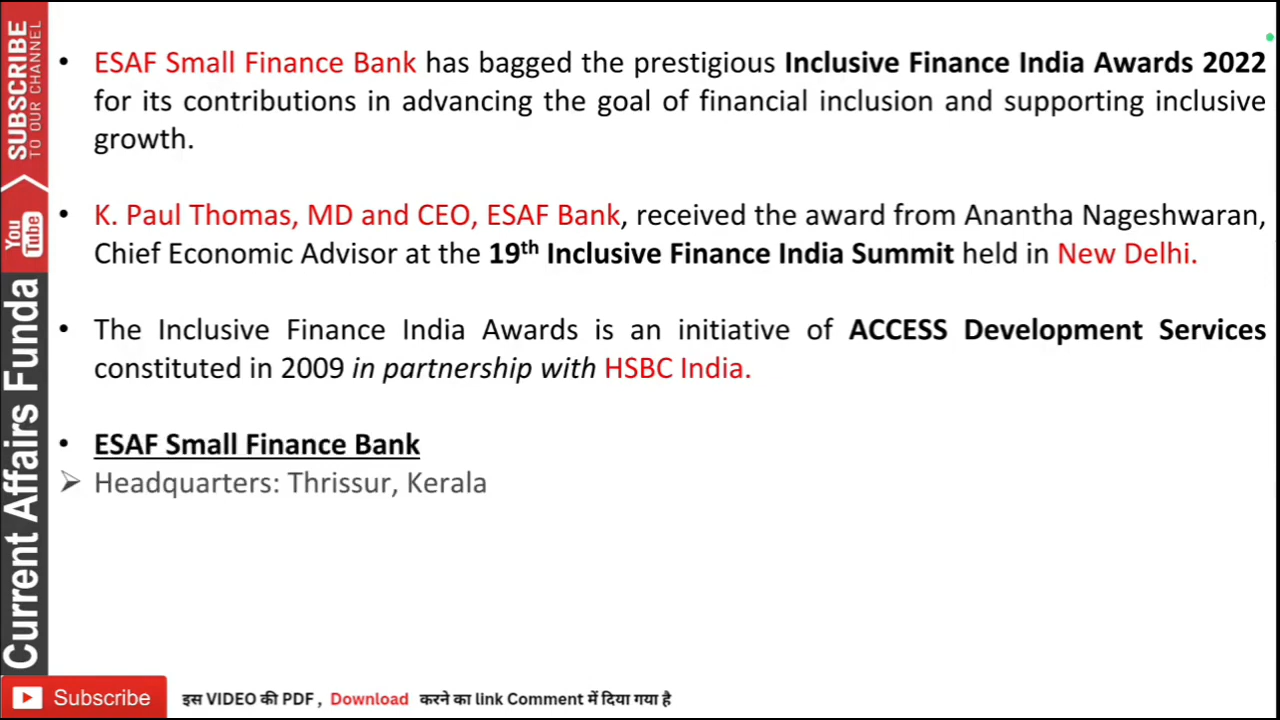 • ESAF Small Finance Bank has bagged the prestigious Inclusive Finance India Awards 2022
for its contributions in advancing the goal of financial inclusion and supporting inclusive
growth.
• K. Paul Thomas, MD and CEO, ESAF Bank, received the award from Anantha Nageshwaran,
Chief Economic Advisor at the 19th Inclusive Finance India Summit held in New Delhi.
• The Inclusive Finance India Awards is an initiative of ACCESS Development Services
constituted in 2009 in partnership with HSBC India.
• ESAF Small Finance Bank
➢ Headquarters: Thrissur, Kerala
SUBSCRIBE
TO OUR CHANNEL
You
Tube
Current Affairs Funda
Subscribe
इस VIDEO की PDF , Download करने का link Comment में दिया गया है